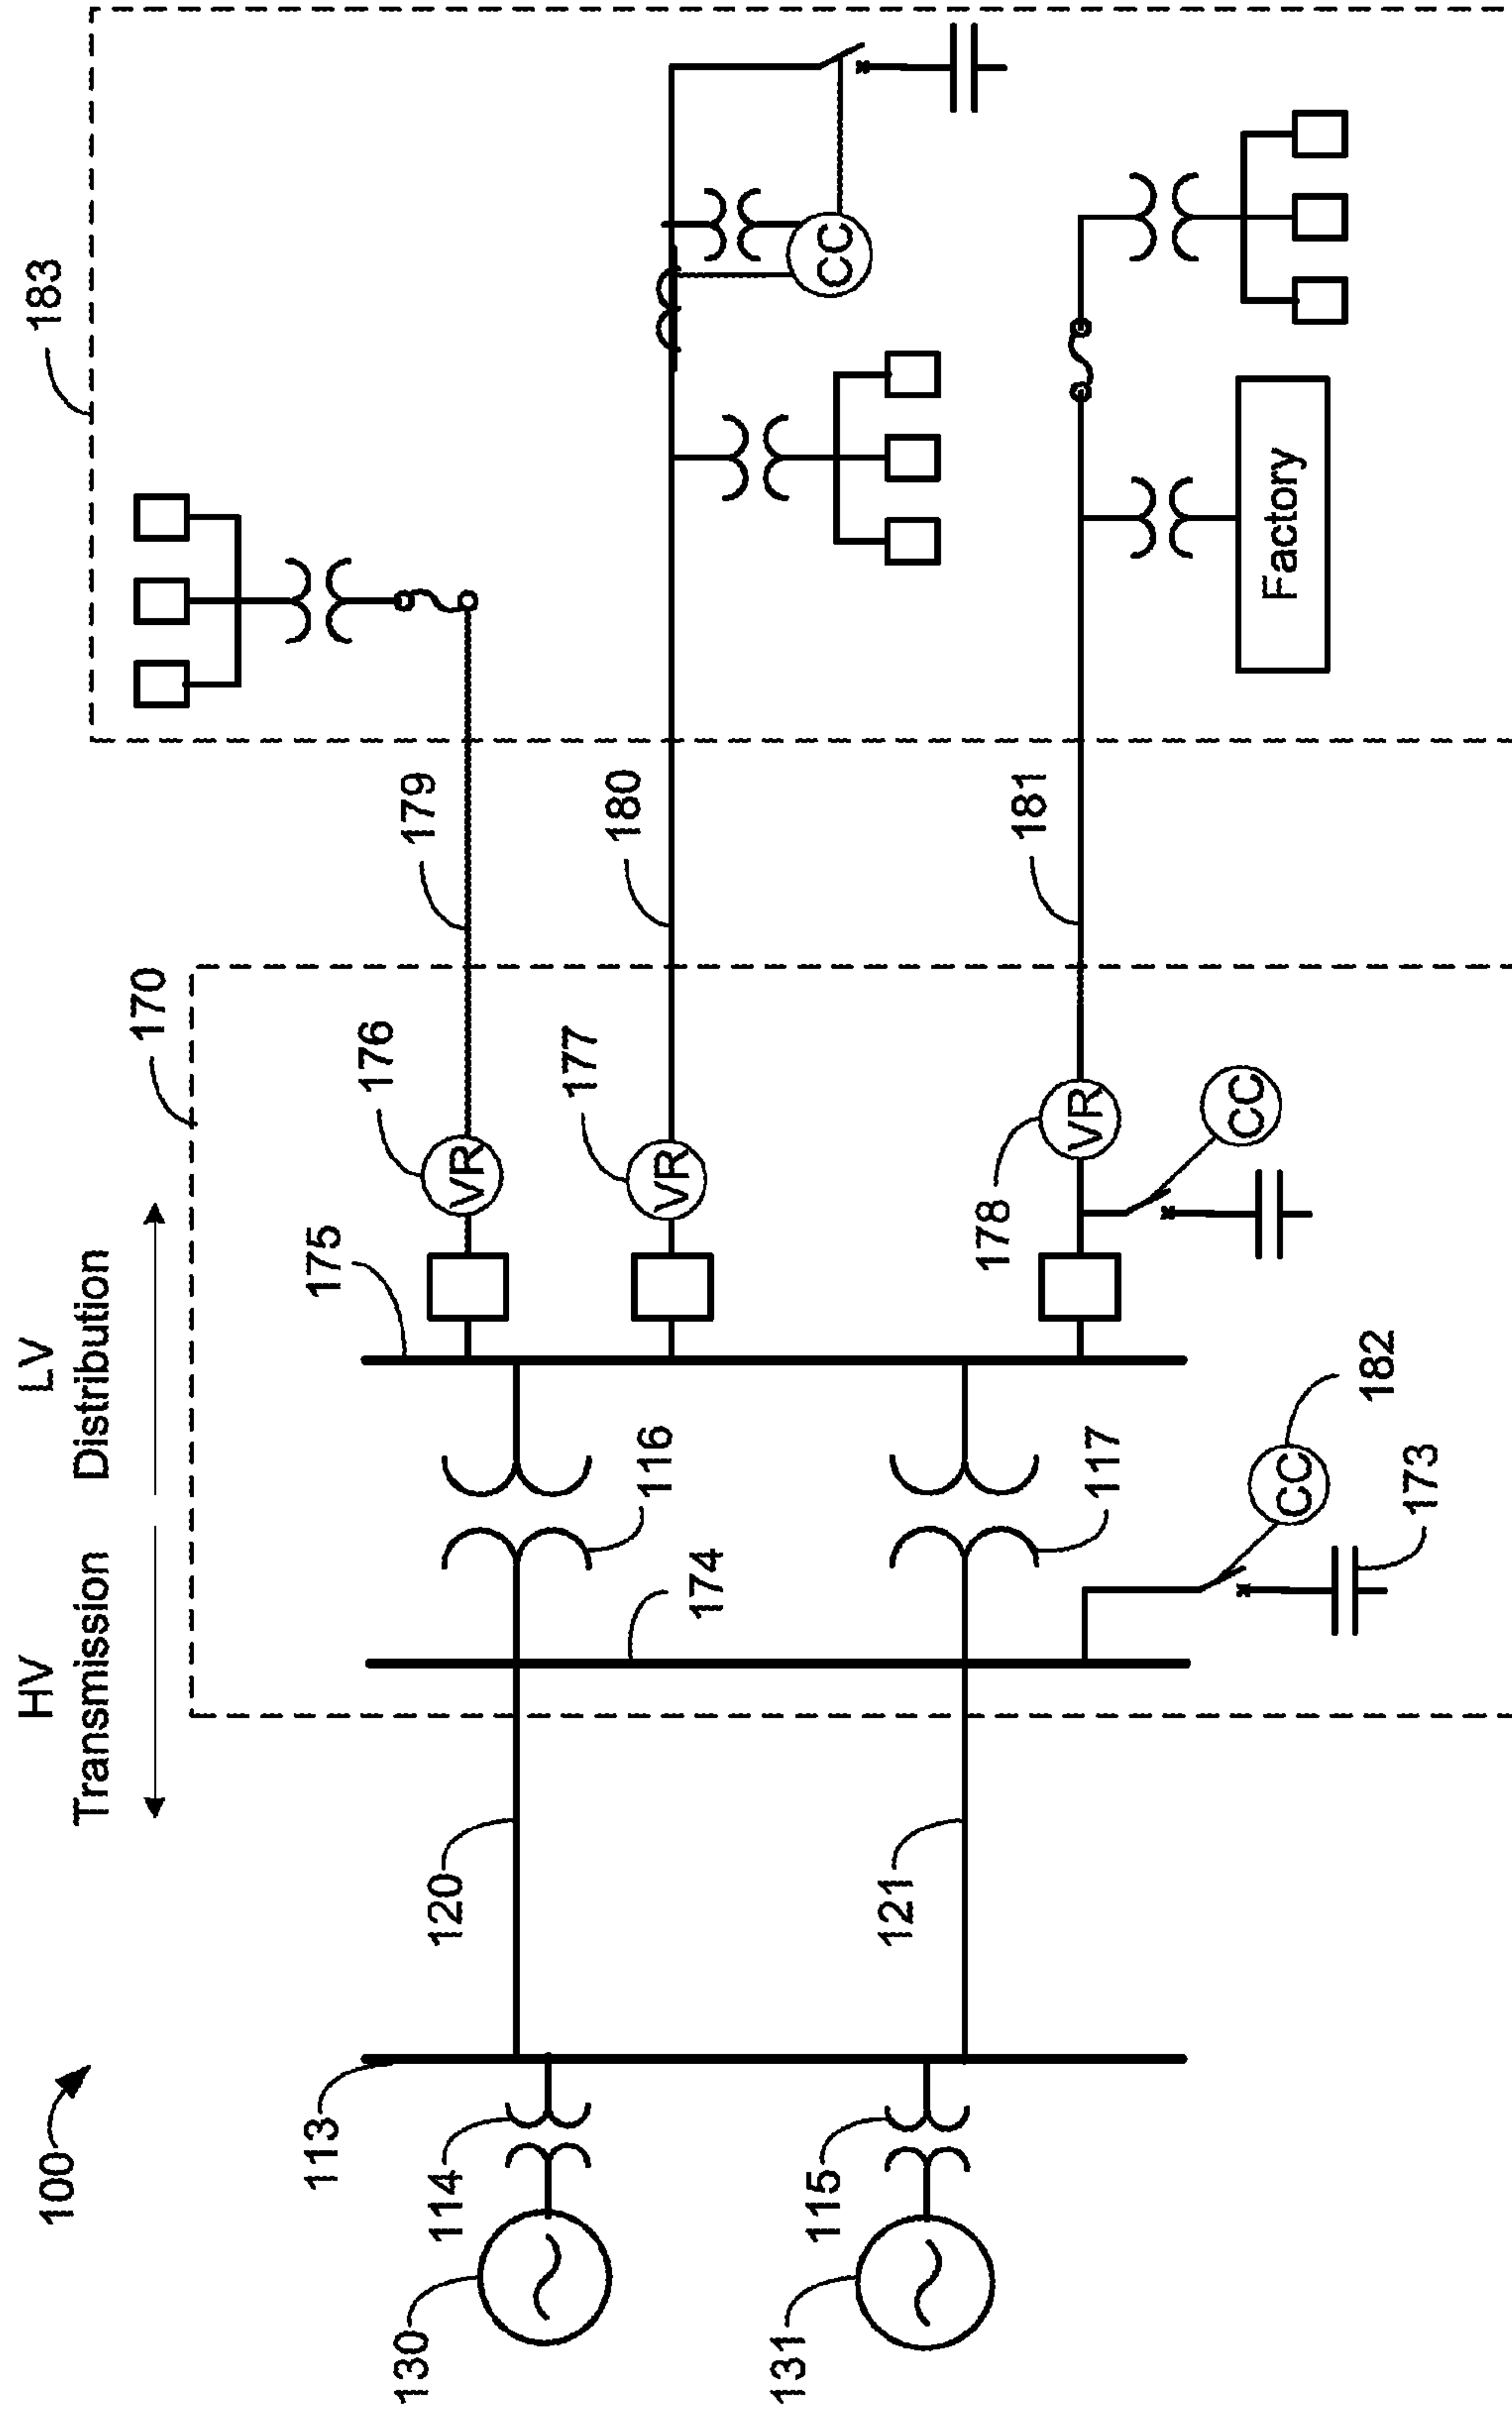 100
HV
LV
Transmission
Distribution
183
170
130
114
113
120
116
175
176
179
VR
177
180
VR
131
115
121
174
117
178
181
VR
CC
CC
182
173
CC
Factory